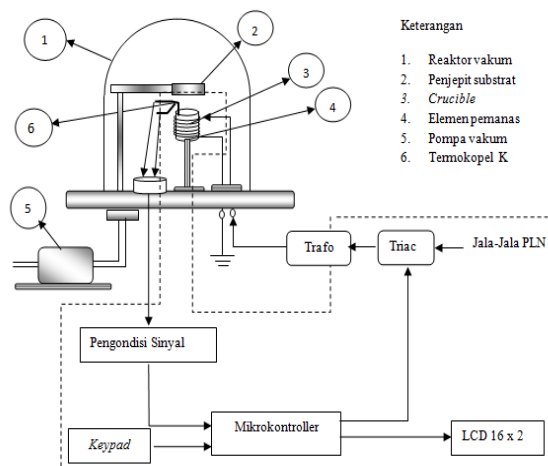 Keterangan
1. Reaktor vakum
2. Penjepit substrat
3. Crucible
4. Elemen pemanas
5. Pompa vakum
6. Termokopel K
1
2
3
4
6
5
Trafo
Triac
Jala-Jala PLN
Pengondisi Sinyal
Keypad
Mikrokontroller
LCD 16 x 2